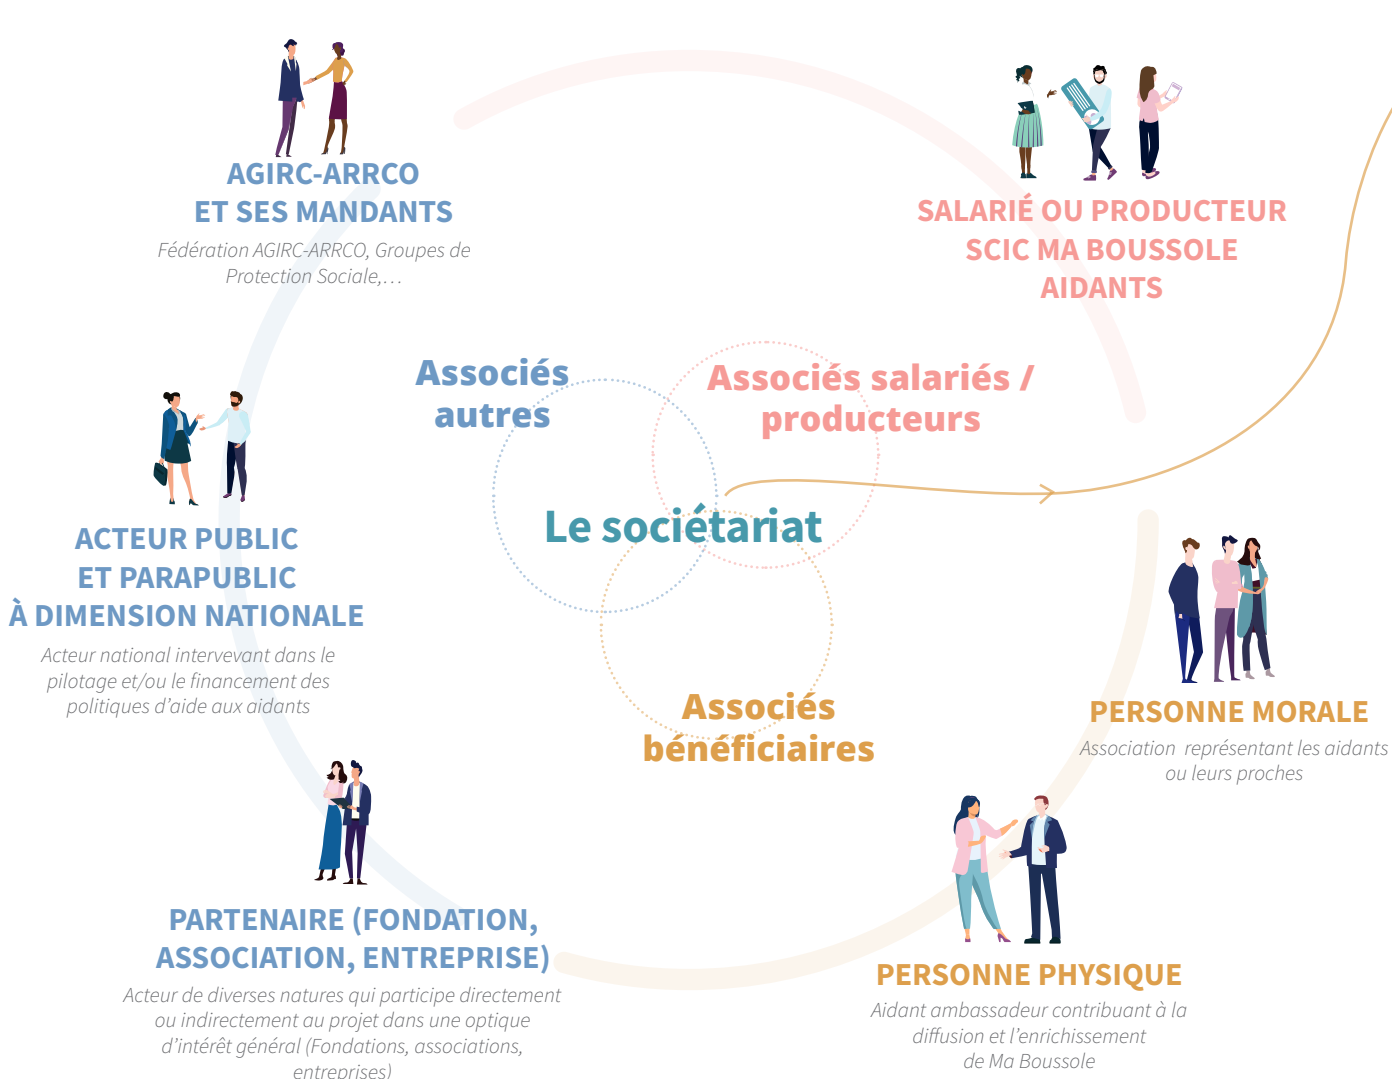 AGIRC-ARRCO
ET SES MANDANTS
Fédération AGIRC-ARRCO, Groupes de
Protection Sociale,…
SALARIÉ OU PRODUCTEUR
SCIC MA BOUSSOLE
AIDANTS
Associés
autres
Associés salariés /
producteurs
Le sociétariat
Associés
bénéficiaires
ACTEUR PUBLIC
ET PARAPUBLIC
À DIMENSION NATIONALE
Acteur national intervevant dans le
pilotage et/ou le financement des
politiques d’aide aux aidants
PERSONNE MORALE
Association  représentant les aidants
ou leurs proches
PARTENAIRE (FONDATION,
ASSOCIATION, ENTREPRISE)
Acteur de diverses natures qui participe directement
ou indirectement au projet dans une optique
d’intérêt général (Fondations, associations,
entreprises)
PERSONNE PHYSIQUE
Aidant ambassadeur contribuant à la
diffusion et l’enrichissement
de Ma Boussole